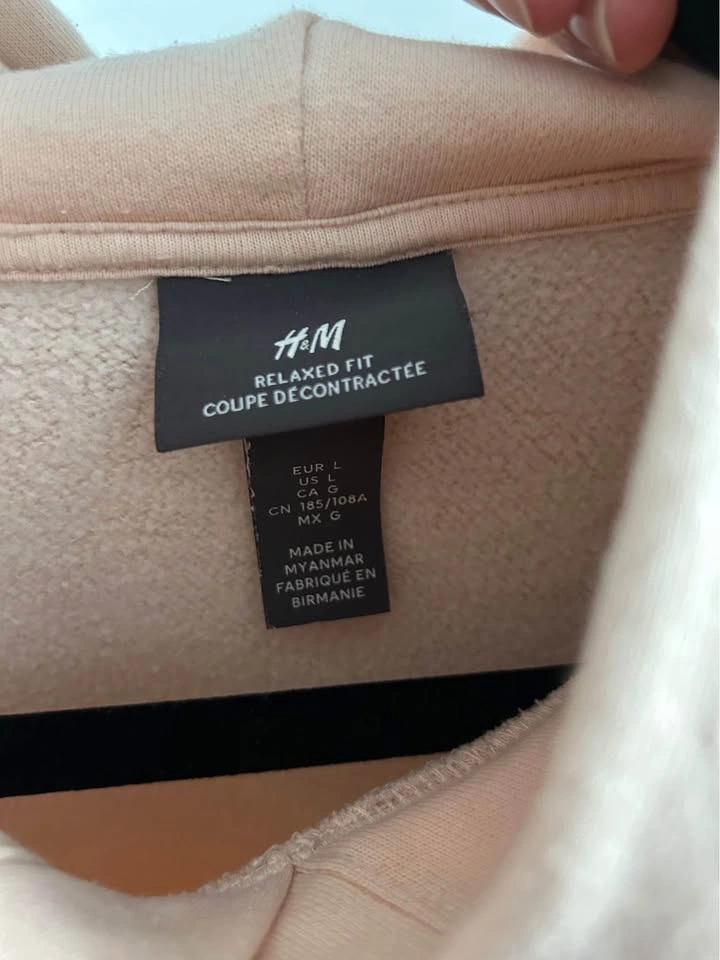 H&M
RELAXED FIT
COUPE DÉCONTRACTÉE
EUR L
US L
CA G
CN 185/108A
MX G
MADE IN
MYANMAR
FABRIQUÉ EN
BIRMANIE